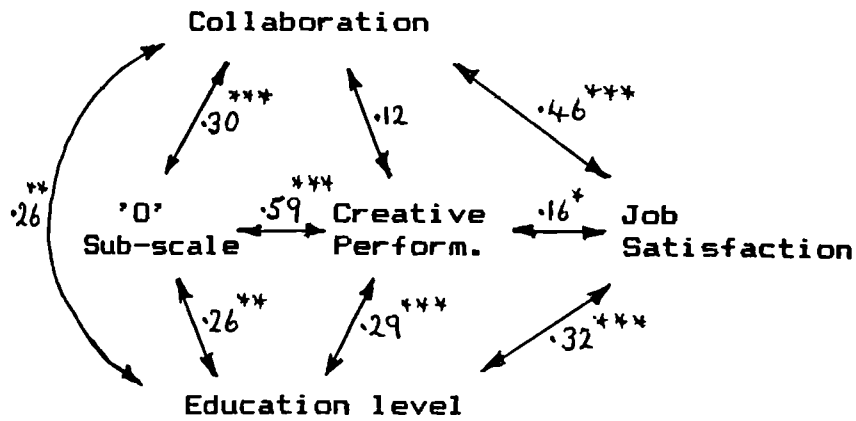 Collaboration
.30***
.12
.46***
.26**
'O' Sub-scale
.59***
Creative Perform.
.16*
Job Satisfaction
.26**
.29***
.32***
Education level